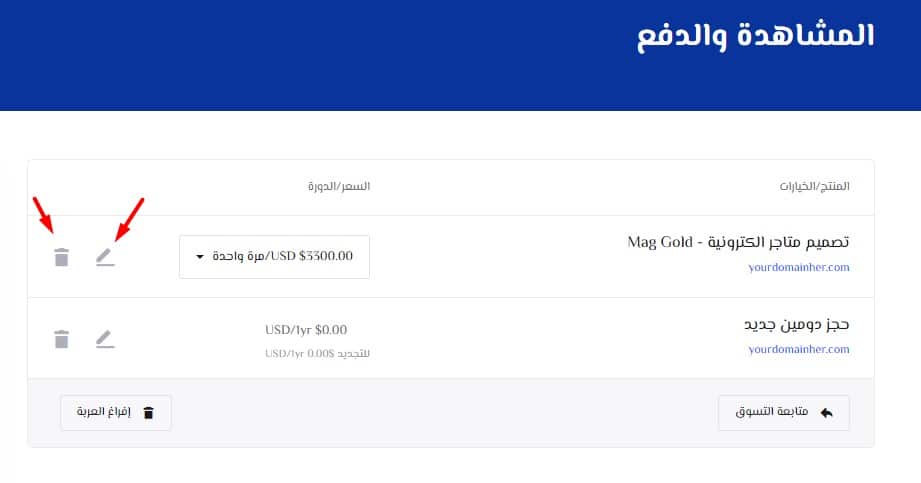 المشاهدة والدفع
المنتج/الخيارات
السعر/الدورة
تصميم متاجر الكترونية - Mag Gold
yourdomainher.com
USD $3300.00/مرة واحدة
حجز دومين جديد
yourdomainher.com
USD/1yr $0.00
للتجديد USD/1yr 0.00$
متابعة التسوق
إفراغ العربة